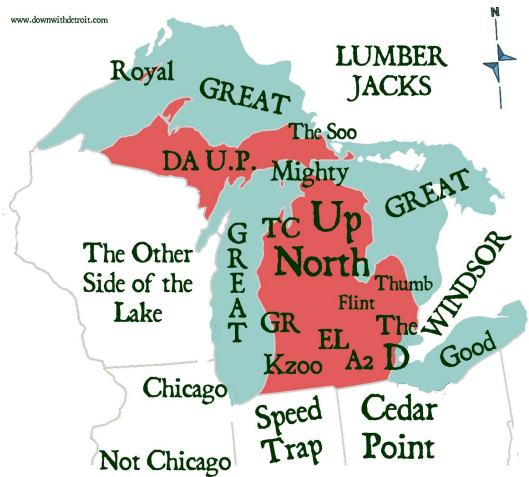 www.downwithdetroit.com
N
LUMBER
JACKS
Royal
GREAT
The Soo
DA U.P.
Mighty
GREAT
TC
Up
North
GREAT
The Other
Side of the
Lake
Thumb
WINDSOR
Flint
GR
EL
The
D
Kzoo
A2
Good
Chicago
Speed
Trap
Cedar
Point
Not Chicago